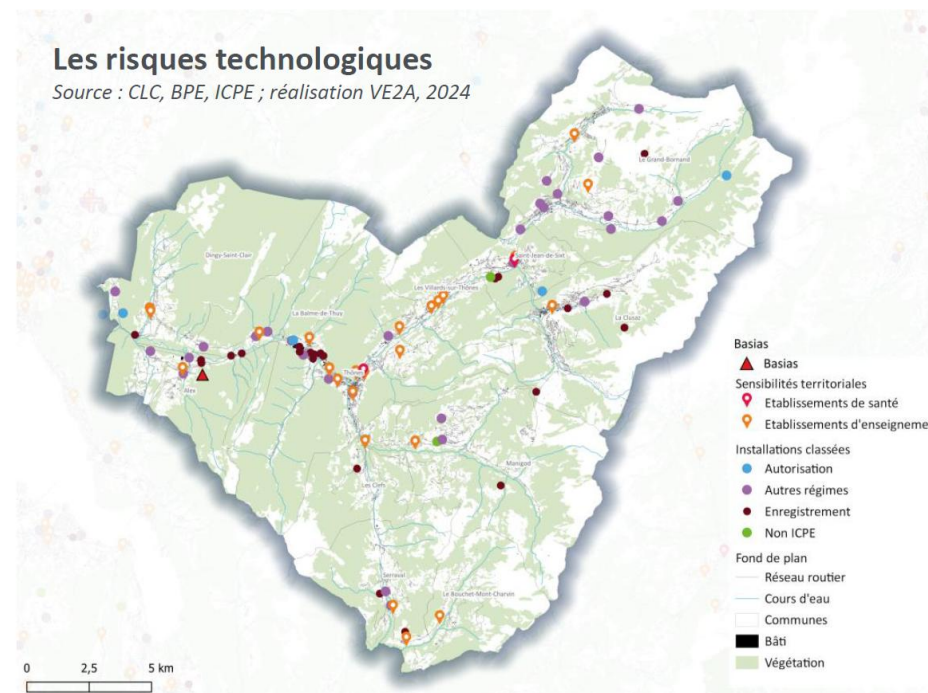 Les risques technologiques
Source : CLC, BPE, ICPE ; réalisation VE2A, 2024
Le Grand-Bornand
Dingy-Saint-Clair
Saint-Jean-de-Sixt
Les Villards-sur-Thônes
La Balme-de-Thuy
La Clusaz
Thônes
Alex
Manigod
Les Clefs
Serraval
Le Bouchet-Mont-Charvin
Basias
Basias
Sensibilités territoriales
Etablissements de santé
Etablissements d'enseigneme
Installations classées
Autorisation
Autres régimes
Enregistrement
Non ICPE
Fond de plan
Réseau routier
Cours d'eau
Communes
Bâti
Végétation
0 2,5 5 km